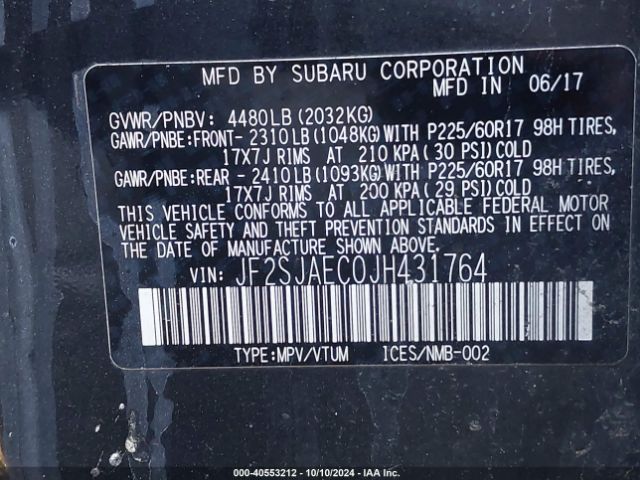 MFD BY SUBARU CORPORATION
MFD IN 06/17
GVWR/PNBV: 4480LB(2032KG)
GAWR/PNBE:FRONT- 2310LB(1048KG)WITH P225/60R17 98H TIRES,
17X7J RIMS AT 210 KPA( 30 PSI)COLD
GAWR/PNBE:REAR - 2410LB(1093KG)WITH P225/60R17 98H TIRES,
17X7J RIMS AT 200 KPA( 29 PSI)COLD
THIS VEHICLE CONFORMS TO ALL APPLICABLE FEDERAL MOTOR
VEHICLE SAFETY AND THEFT PREVENTION STANDARDS IN EFFECT ON
THE DATE OF MANUFACTURE SHOWN ABOVE.
VIN: JF2SJAEC0JH431764
TYPE:MPV/VTUM ICES/NMB-002
000-40553212 - 10/10/2024 - IAA Inc.